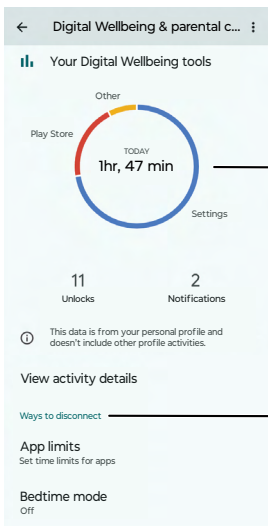 Digital Wellbeing & parental c...
Your Digital Wellbeing tools
Other
Play Store
TODAY
1hr, 47 min
Settings
11
Unlocks
2
Notifications
This data is from your personal profile and
doesn't include other profile activities.
View activity details
Ways to disconnect
App limits
Set time limits for apps
Bedtime mode
Off